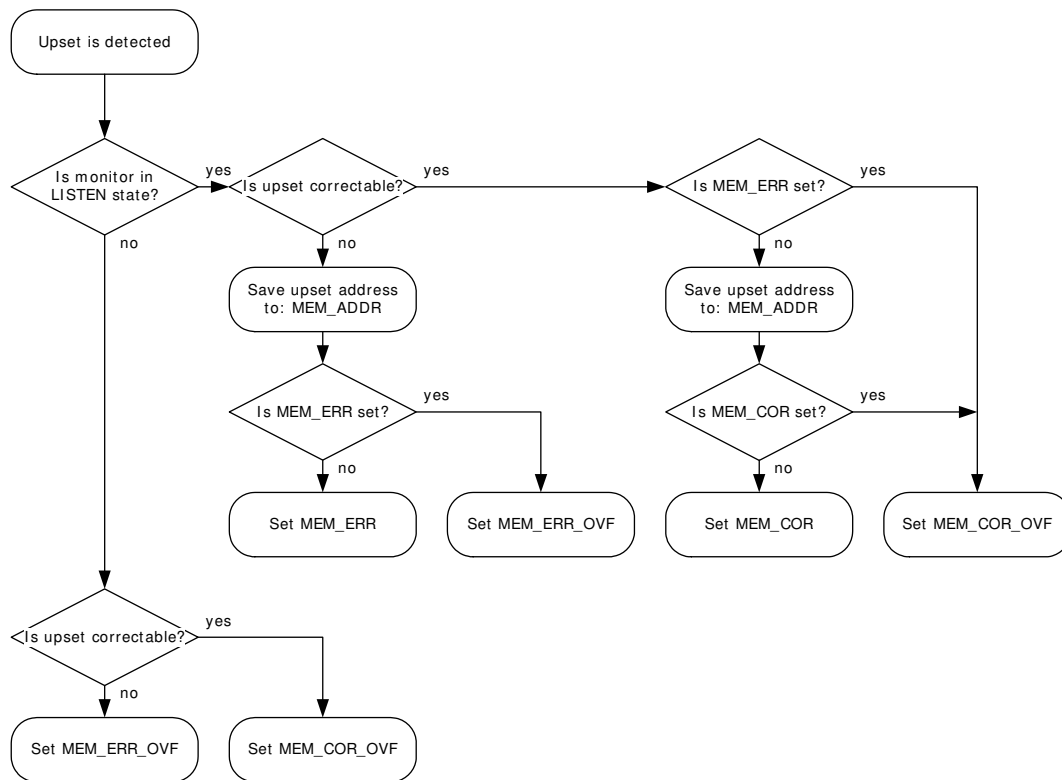 Upset is detected
Is monitor in
LISTEN state?
yes
no
Is upset correctable?
yes
no
Is MEM_ERR set?
yes
no
Save upset address
to: MEM_ADDR
Save upset address
to: MEM_ADDR
Is MEM_ERR set?
yes
no
Is MEM_COR set?
yes
no
Set MEM_ERR
Set MEM_ERR_OVF
Set MEM_COR
Set MEM_COR_OVF
Is upset correctable?
yes
no
Set MEM_ERR_OVF
Set MEM_COR_OVF